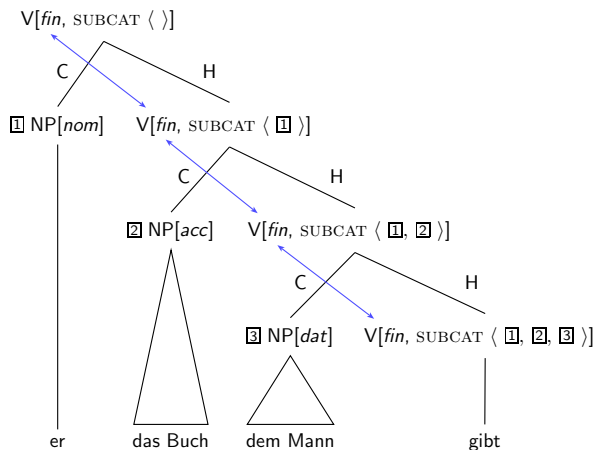 V[fin, SUBCAT ⟨ ⟩]
C H
1 NP[nom] V[fin, SUBCAT ⟨ 1 ⟩]
C H
2 NP[acc] V[fin, SUBCAT ⟨ 1, 2 ⟩]
C H
3 NP[dat] V[fin, SUBCAT ⟨ 1, 2, 3 ⟩]
er das Buch dem Mann gibt